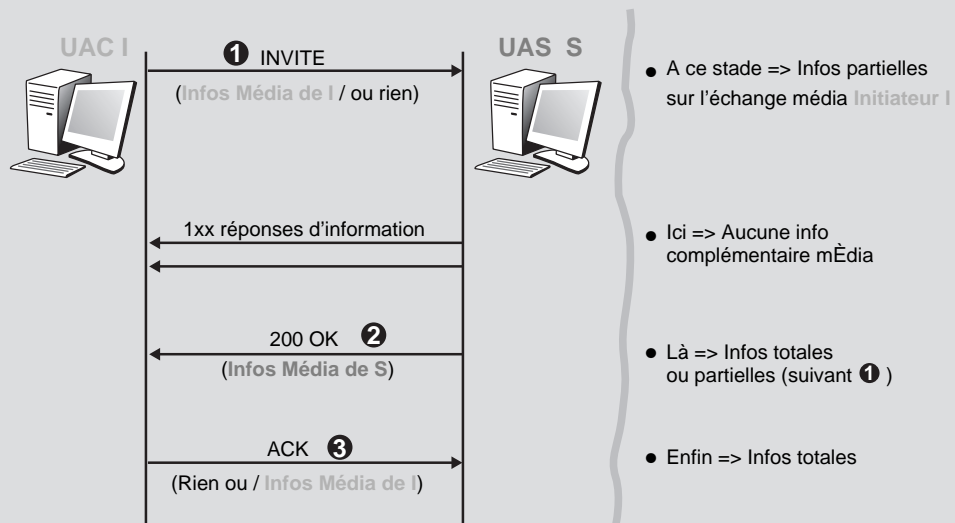 UAC I
UAS S
❶ INVITE
(Infos Média de I / ou rien)
● A ce stade => Infos partielles
sur l'échange média Initiateur I
1xx réponses d'information
● Ici => Aucune info
complémentaire mÈdia
200 OK ❷
(Infos Média de S)
● Là => Infos totales
ou partielles (suivant ❶ )
ACK ❸
(Rien ou / Infos Média de I)
● Enfin => Infos totales